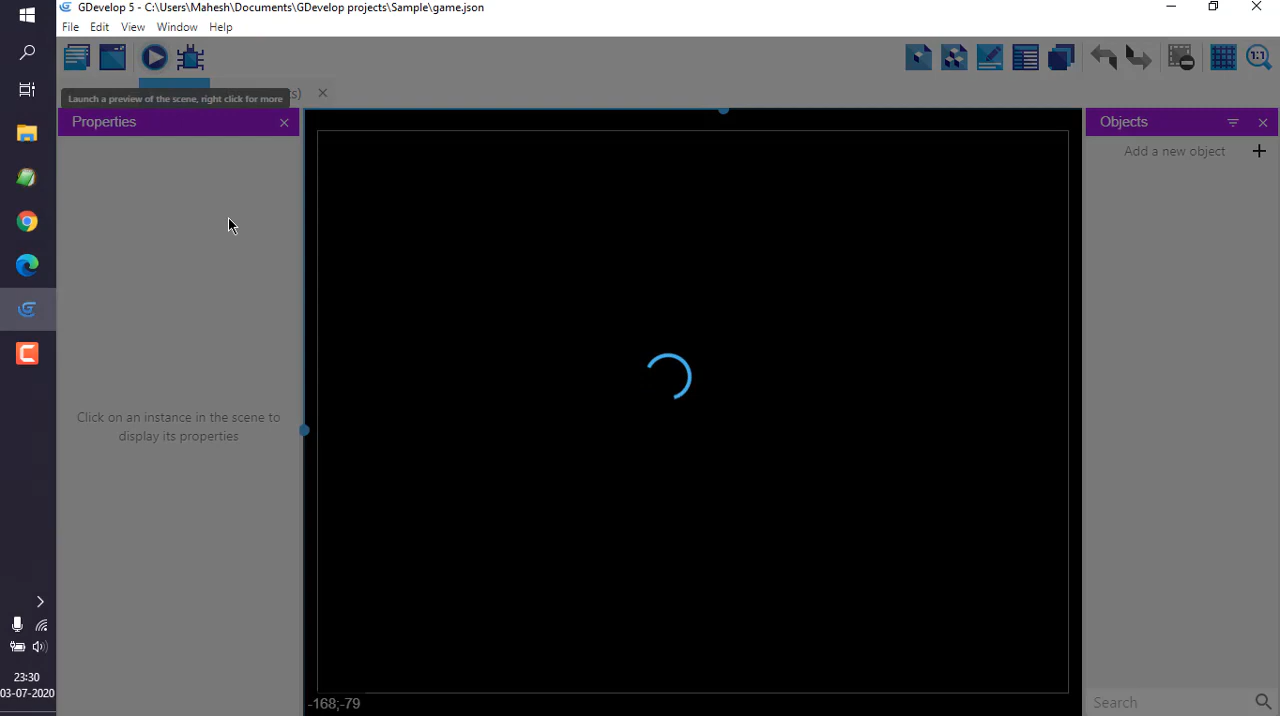 GDevelop 5 - C:\Users\Mahesh\Documents\GDevelop projects\Sample\game.json
File Edit View Window Help
1:1
Launch a preview of the scene, right click for more
s)
Properties
Objects
Add a new object
Click on an instance in the scene to
display its properties
23:30
03-07-2020
-168;-79
Search